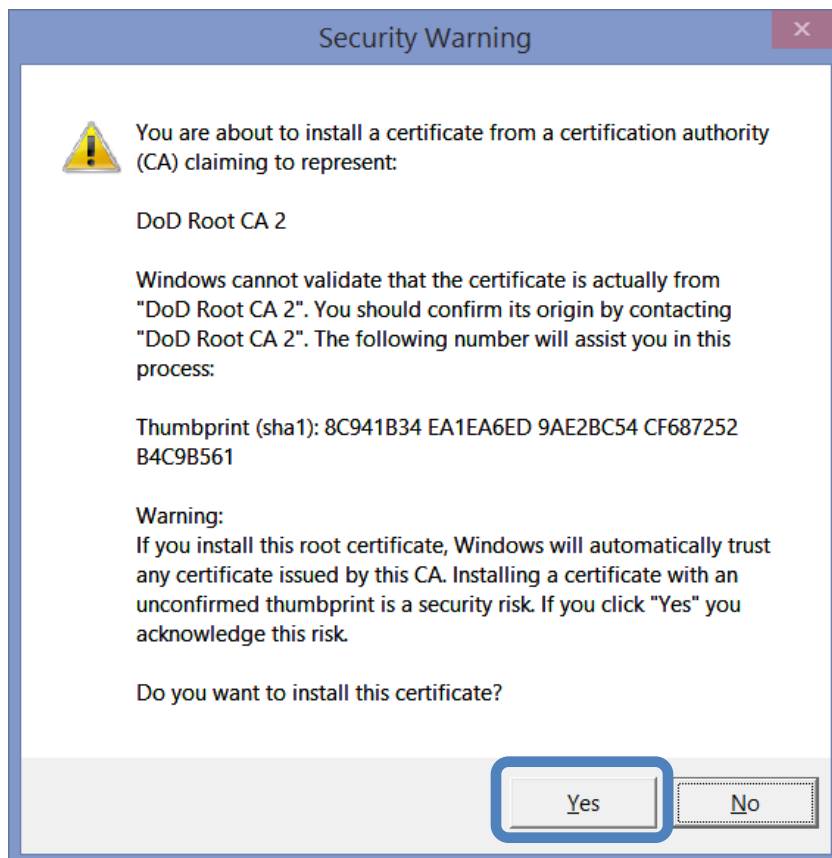 Security Warning
You are about to install a certificate from a certification authority
(CA) claiming to represent:
DoD Root CA 2
Windows cannot validate that the certificate is actually from
"DoD Root CA 2". You should confirm its origin by contacting
"DoD Root CA 2". The following number will assist you in this
process:
Thumbprint (sha1): 8C941B34 EA1EA6ED 9AE2BC54 CF687252
B4C9B561
Warning:
If you install this root certificate, Windows will automatically trust
any certificate issued by this CA. Installing a certificate with an
unconfirmed thumbprint is a security risk. If you click "Yes" you
acknowledge this risk.
Do you want to install this certificate?
Yes No